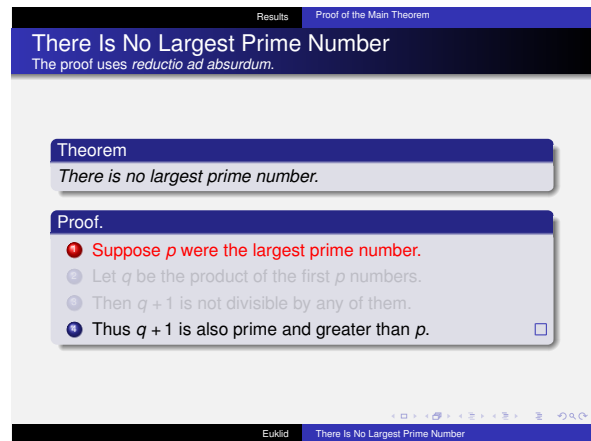 Results Proof of the Main Theorem
There Is No Largest Prime Number
The proof uses reductio ad absurdum.
Theorem
There is no largest prime number.
Proof.
1 Suppose p were the largest prime number.
2 Let q be the product of the first p numbers.
3 Then q + 1 is not divisible by any of them.
4 Thus q + 1 is also prime and greater than p. □
Euklid There Is No Largest Prime Number